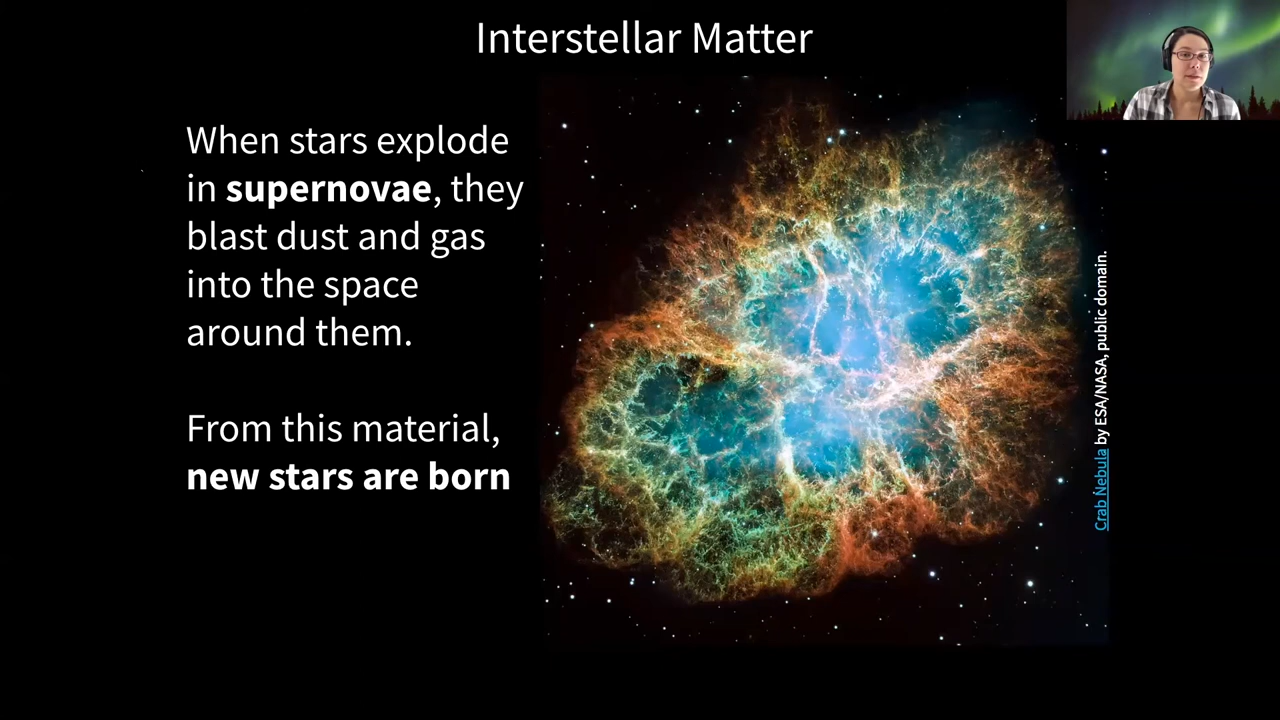 Interstellar Matter
When stars explode
in supernovae, they
blast dust and gas
into the space
around them.
From this material,
new stars are born
Crab Nebula by ESA/NASA, public domain.